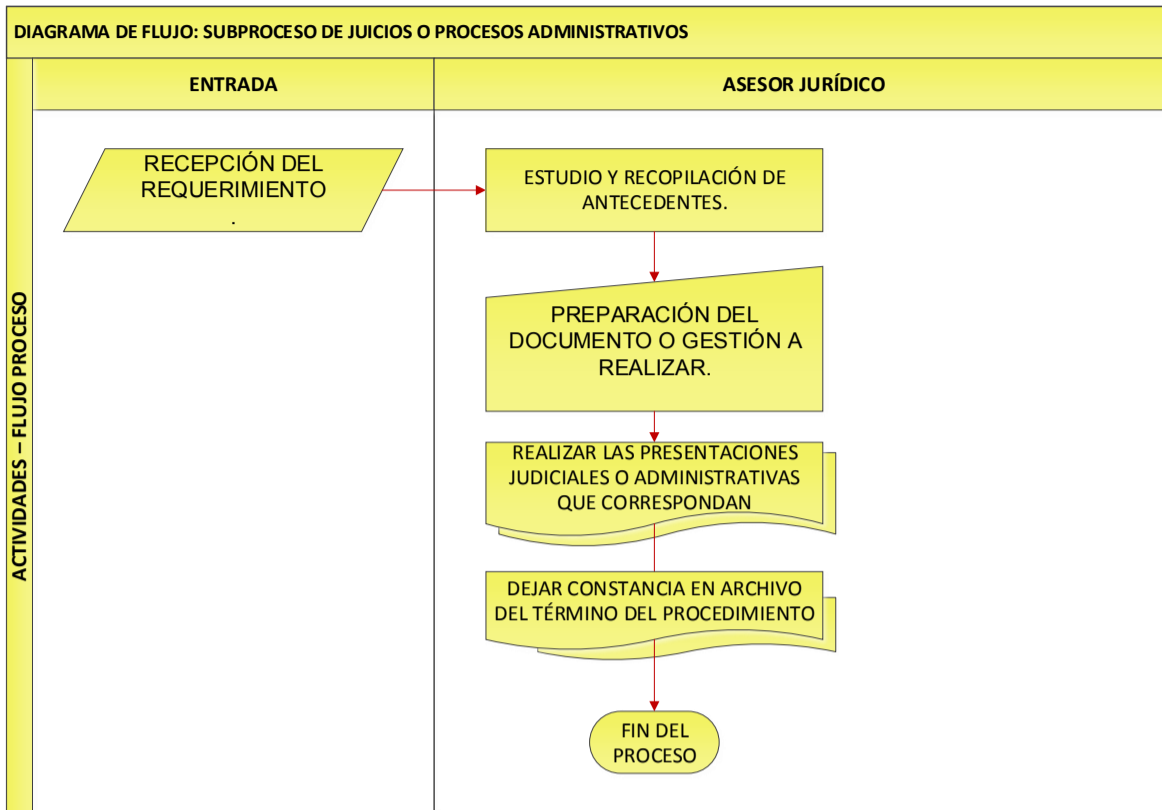 DIAGRAMA DE FLUJO: SUBPROCESO DE JUICIOS O PROCESOS ADMINISTRATIVOS
ENTRADA
ASESOR JURÍDICO
ACTIVIDADES – FLUJO PROCESO
RECEPCIÓN DEL
REQUERIMIENTO
.
ESTUDIO Y RECOPILACIÓN DE
ANTECEDENTES.
PREPARACIÓN DEL
DOCUMENTO O GESTIÓN A
REALIZAR.
REALIZAR LAS PRESENTACIONES
JUDICIALES O ADMINISTRATIVAS
QUE CORRESPONDAN
DEJAR CONSTANCIA EN ARCHIVO
DEL TÉRMINO DEL PROCEDIMIENTO
FIN DEL
PROCESO